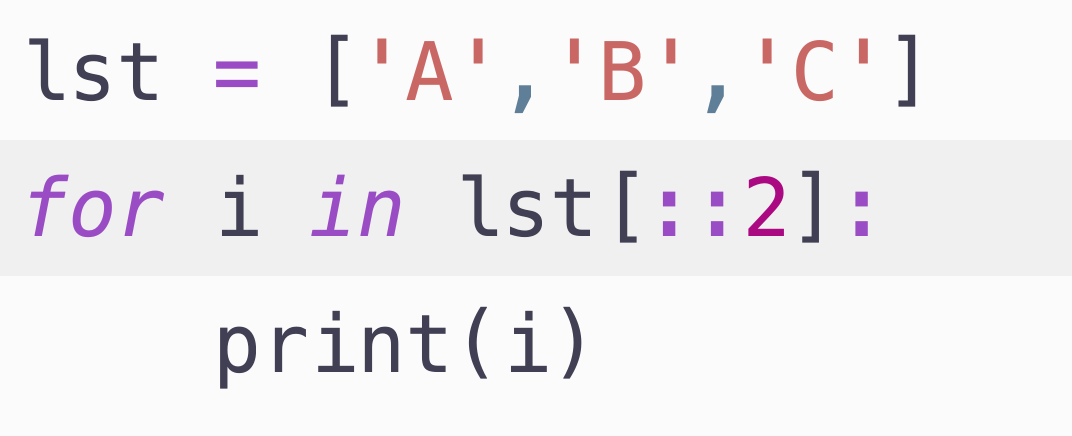 lst = ['A','B','C']
for i in lst[::2]:
    print(i)